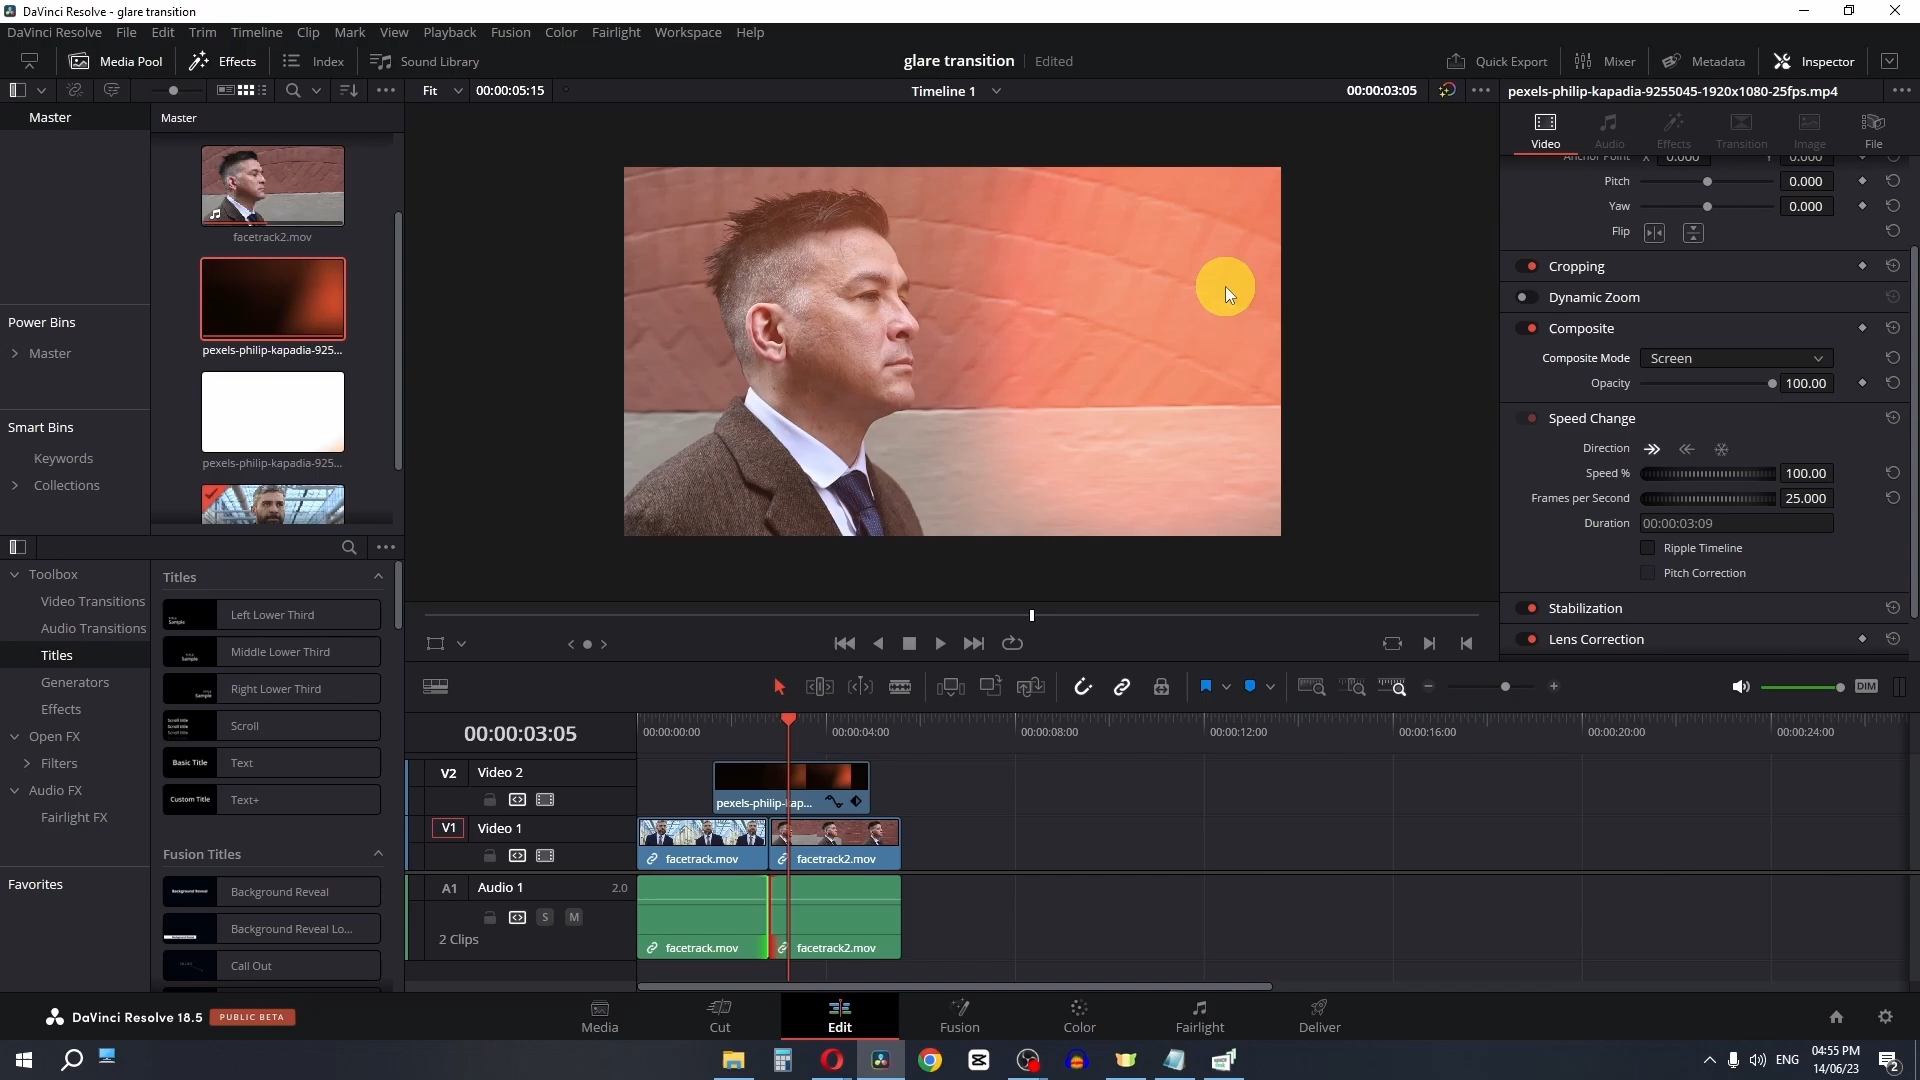 DaVinci Resolve - glare transition
DaVinci Resolve File Edit Trim Timeline Clip Mark View Playback Fusion Color Fairlight Workspace Help
Media Pool Effects Index Sound Library glare transition Edited Quick Export Mixer Metadata Inspector
Fit 00:00:05:15 Timeline 1 00:00:03:05 pexels-philip-kapadia-9255045-1920x1080-25fps.mp4
Master Master
Video Audio Effects Transition Image File
Anchor Point X 0.000 Y 0.000
Pitch 0.000
Yaw 0.000
Flip
facetrack2.mov
Cropping
Dynamic Zoom
Power Bins
Composite
pexels-philip-kapadia-925...
Master
Composite Mode Screen
Opacity 100.00
Speed Change
Smart Bins
Direction
Keywords
pexels-philip-kapadia-925...
Speed % 100.00
Collections
Frames per Second 25.000
Duration 00:00:03:09
Ripple Timeline
Pitch Correction
Toolbox Titles
Video Transitions
Left Lower Third
Stabilization
Audio Transitions
Lens Correction
Titles
Middle Lower Third
Generators
Right Lower Third
DIM
Effects
Scroll
Open FX
00:00:03:05 00:00:00:00 00:00:04:00 00:00:08:00 00:00:12:00 00:00:16:00 00:00:20:00 00:00:24:00
Filters
Basic Title Text
V2 Video 2
Audio FX
Custom Title Text+
pexels-philip-kap...
Fairlight FX
V1 Video 1
Fusion Titles
facetrack.mov facetrack2.mov
Favorites
Background Reveal
A1 Audio 1 2.0
S M
Background Reveal Lo...
2 Clips
facetrack.mov facetrack2.mov
Call Out
DaVinci Resolve 18.5 PUBLIC BETA
Media Cut Edit Fusion Color Fairlight Deliver
ENG 04:55 PM
14/06/23
2